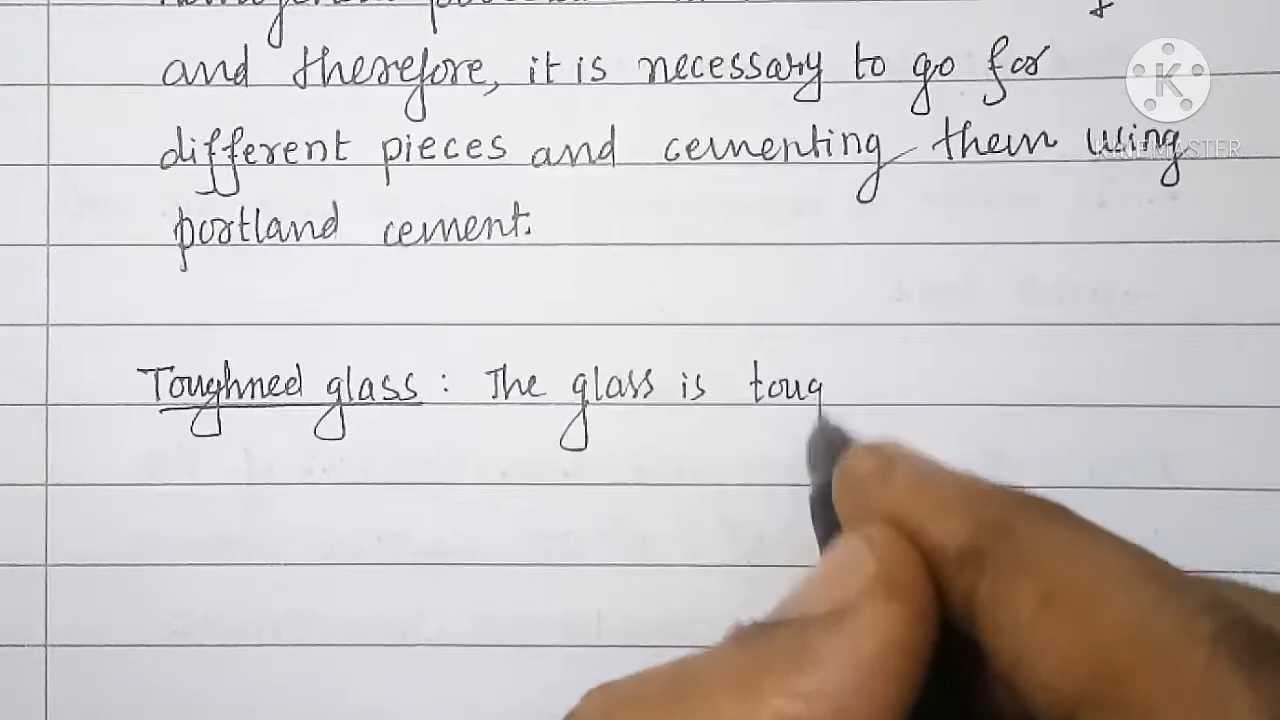 and therefore, it is necessary to go for
different pieces and cementing them using
portland cement.
Toughned glass : The glass is toug
K
KINEMASTER